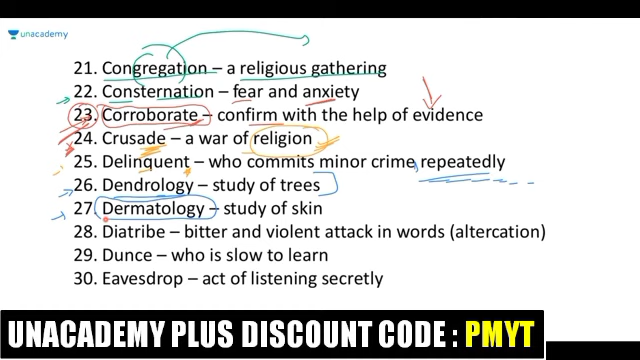 unacademy
21. Congregation – a religious gathering
22. Consternation – fear and anxiety
23. Corroborate – confirm with the help of evidence
24. Crusade – a war of religion
25. Delinquent – who commits minor crime repeatedly
26. Dendrology – study of trees
27. Dermatology – study of skin
28. Diatribe – bitter and violent attack in words (altercation)
29. Dunce – who is slow to learn
30. Eavesdrop – act of listening secretly
UNACADEMY PLUS DISCOUNT CODE : PMYT